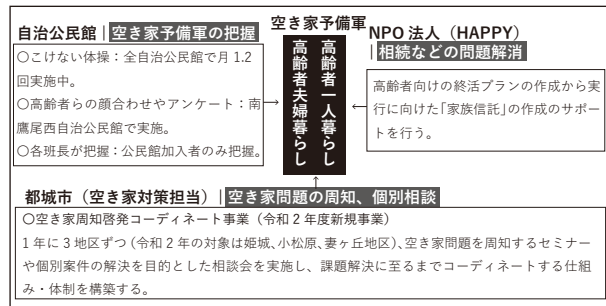 自治公民館｜空き家予備軍の把握
○こけない体操：全自治公民館で月 1.2
回実施中。
○高齢者らの顔合わせやアンケート：南
鷹尾西自治公民館で実施。
○各班長が把握：公民館加入者のみ把握。
空き家予備軍
高齢者一人暮らし
高齢者夫婦暮らし
NPO 法人（HAPPY）
｜相続などの問題解消
高齢者向けの終活プランの作成から実
行に向けた「家族信託」の作成のサポー
トを行う。
都城市（空き家対策担当）｜空き家問題の周知、個別相談
○空き家周知啓発コーディネート事業（令和 2 年度新規事業）
1 年に 3 地区ずつ（令和 2 年の対象は姫城、小松原、妻ヶ丘地区）、空き家問題を周知するセミナー
や個別案件の解決を目的とした相談会を実施し、課題解決に至るまでコーディネートする仕組
み・体制を構築する。